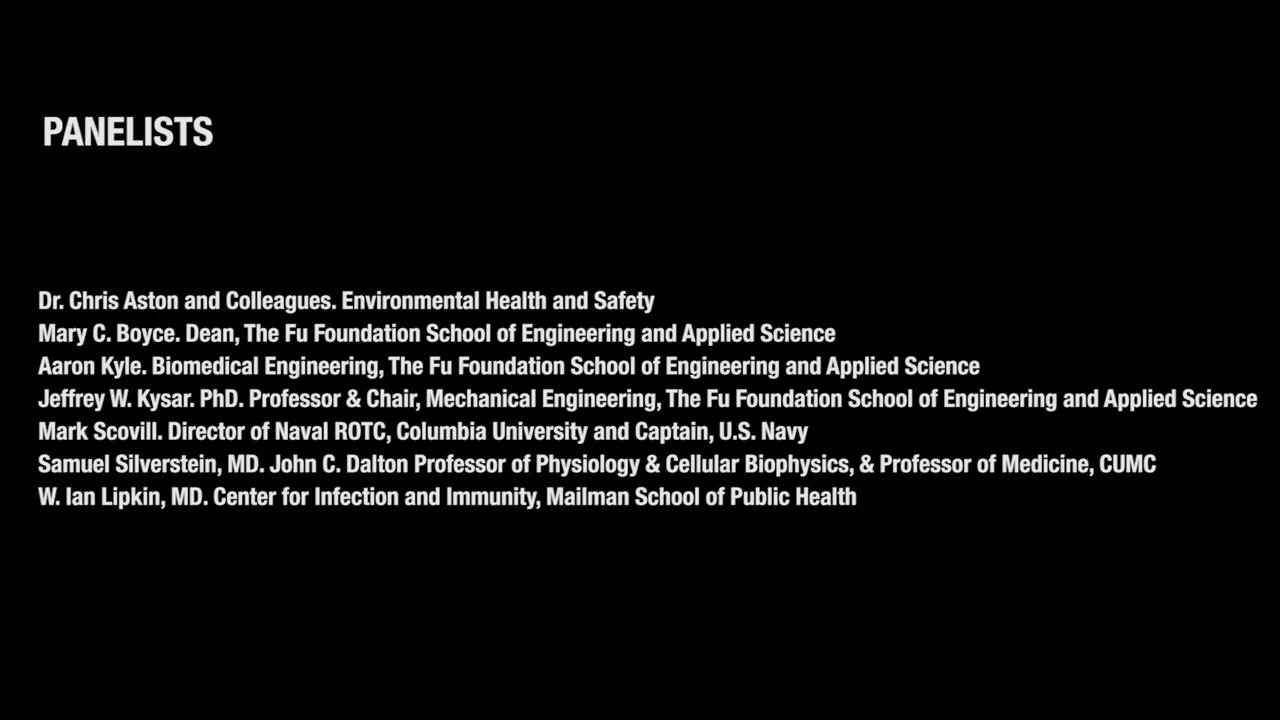 PANELISTS
Dr. Chris Aston and Colleagues. Environmental Health and Safety
Mary C. Boyce. Dean, The Fu Foundation School of Engineering and Applied Science
Aaron Kyle. Biomedical Engineering, The Fu Foundation School of Engineering and Applied Science
Jeffrey W. Kysar. PhD. Professor & Chair, Mechanical Engineering, The Fu Foundation School of Engineering and Applied Science
Mark Scovill. Director of Naval ROTC, Columbia University and Captain, U.S. Navy
Samuel Silverstein, MD. John C. Dalton Professor of Physiology & Cellular Biophysics, & Professor of Medicine, CUMC
W. Ian Lipkin, MD. Center for Infection and Immunity, Mailman School of Public Health